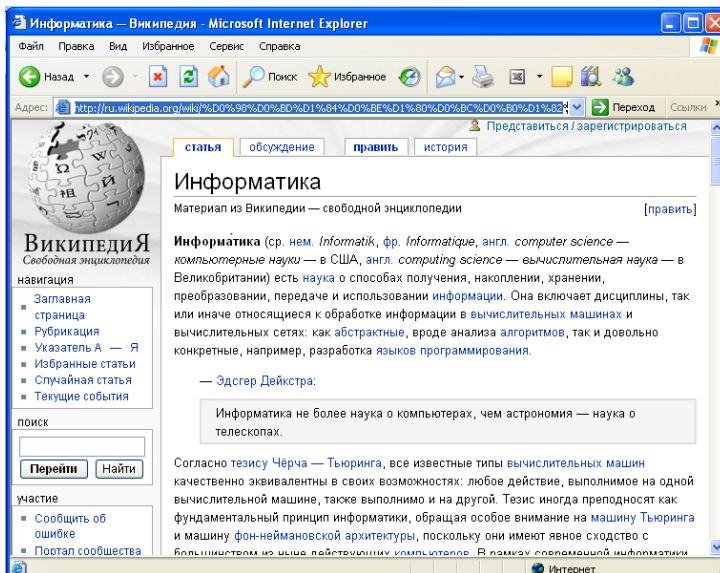 Информатика — Википедия - Microsoft Internet Explorer
Файл Правка Вид Избранное Сервис Справка
Назад Поиск Избранное
Адрес: http://ru.wikipedia.org/wiki/%D0%98%D0%BD%D1%84%D0%BE%D1%80%D0%BC%D0%B0%D1%82% Переход Ссылки »
Представиться / зарегистрироваться
статья обсуждение править история
Информатика
Материал из Википедии — свободной энциклопедии [править]
ВикипедиЯ
Свободная энциклопедия
навигация
Заглавная
страница
Рубрикация
Указатель А — Я
Избранные статьи
Случайная статья
Текущие события
поиск
Перейти Найти
участие
Сообщить об
ошибке
Портал сообщества
Информа́тика (ср. нем. Informatik, фр. Informatique, англ. computer science —
компьютерные науки — в США, англ. computing science — вычислительная наука — в
Великобритании) есть наука о способах получения, накоплении, хранении,
преобразовании, передаче и использовании информации. Она включает дисциплины, так
или иначе относящиеся к обработке информации в вычислительных машинах и
вычислительных сетях: как абстрактные, вроде анализа алгоритмов, так и довольно
конкретные, например, разработка языков программирования.
— Эдсгер Дейкстра:
Информатика не более наука о компьютерах, чем астрономия — наука о
телескопах.
Согласно тезису Чёрча — Тьюринга, все известные типы вычислительных машин
качественно эквивалентны в своих возможностях: любое действие, выполнимое на одной
вычислительной машине, также выполнимо и на другой. Тезис иногда преподносят как
фундаментальный принцип информатики, обращая особое внимание на машину Тьюринга
и машину фон-неймановской архитектуры, поскольку они имеют явное сходство с
большинством из ныне действующих компьютеров. В рамках современной информатики
Интернет